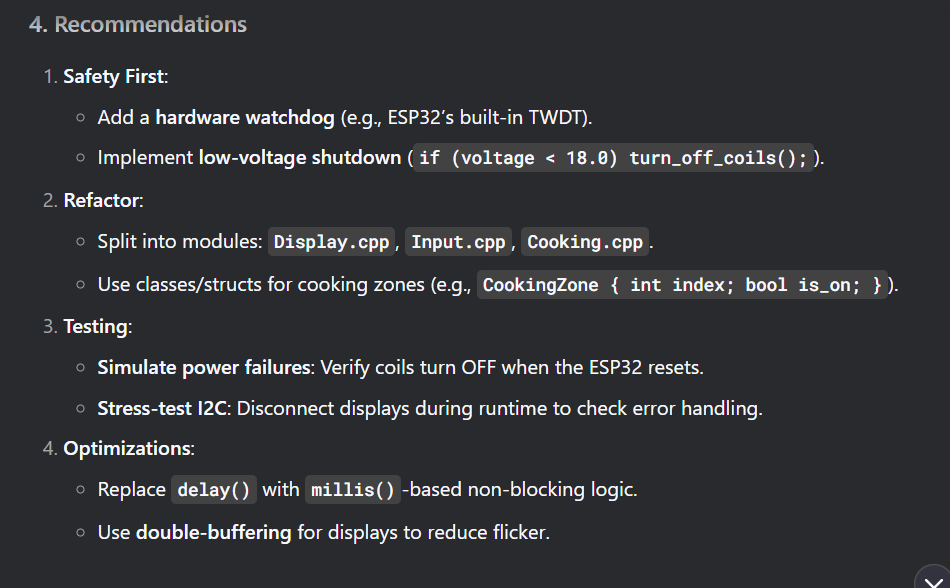 4. Recommendations
1. Safety First:
Add a hardware watchdog (e.g., ESP32's built-in TWDT).
Implement low-voltage shutdown ( if (voltage < 18.0) turn_off_coils(); ).
2. Refactor:
Split into modules: Display.cpp , Input.cpp , Cooking.cpp .
Use classes/structs for cooking zones (e.g., CookingZone { int index; bool is_on; } ).
3. Testing:
Simulate power failures: Verify coils turn OFF when the ESP32 resets.
Stress-test I2C: Disconnect displays during runtime to check error handling.
4. Optimizations:
Replace delay() with millis() -based non-blocking logic.
Use double-buffering for displays to reduce flicker.